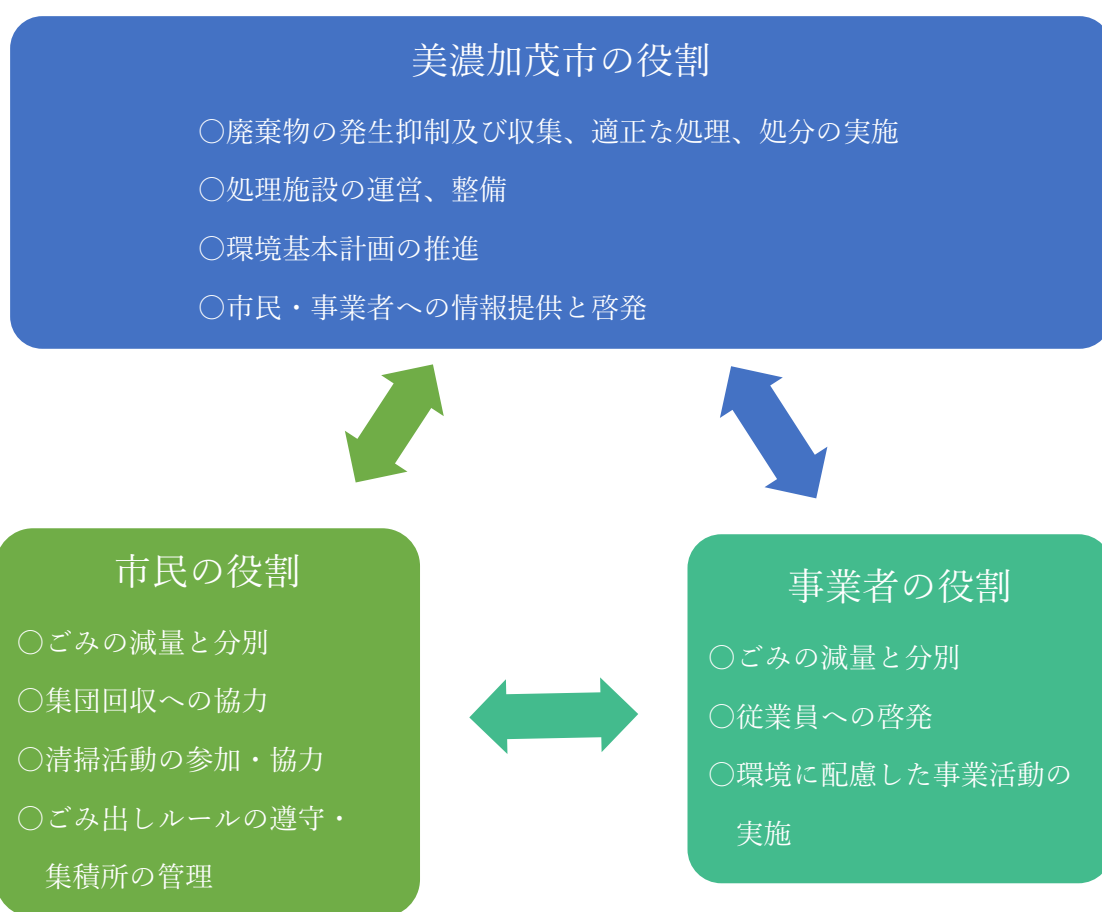 美濃加茂市の役割
○廃棄物の発生抑制及び収集、適正な処理、処分の実施
○処理施設の運営、整備
○環境基本計画の推進
○市民・事業者への情報提供と啓発
市民の役割
○ごみの減量と分別
○集団回収への協力
○清掃活動の参加・協力
○ごみ出しルールの遵守・
集積所の管理
事業者の役割
○ごみの減量と分別
○従業員への啓発
○環境に配慮した事業活動の
実施